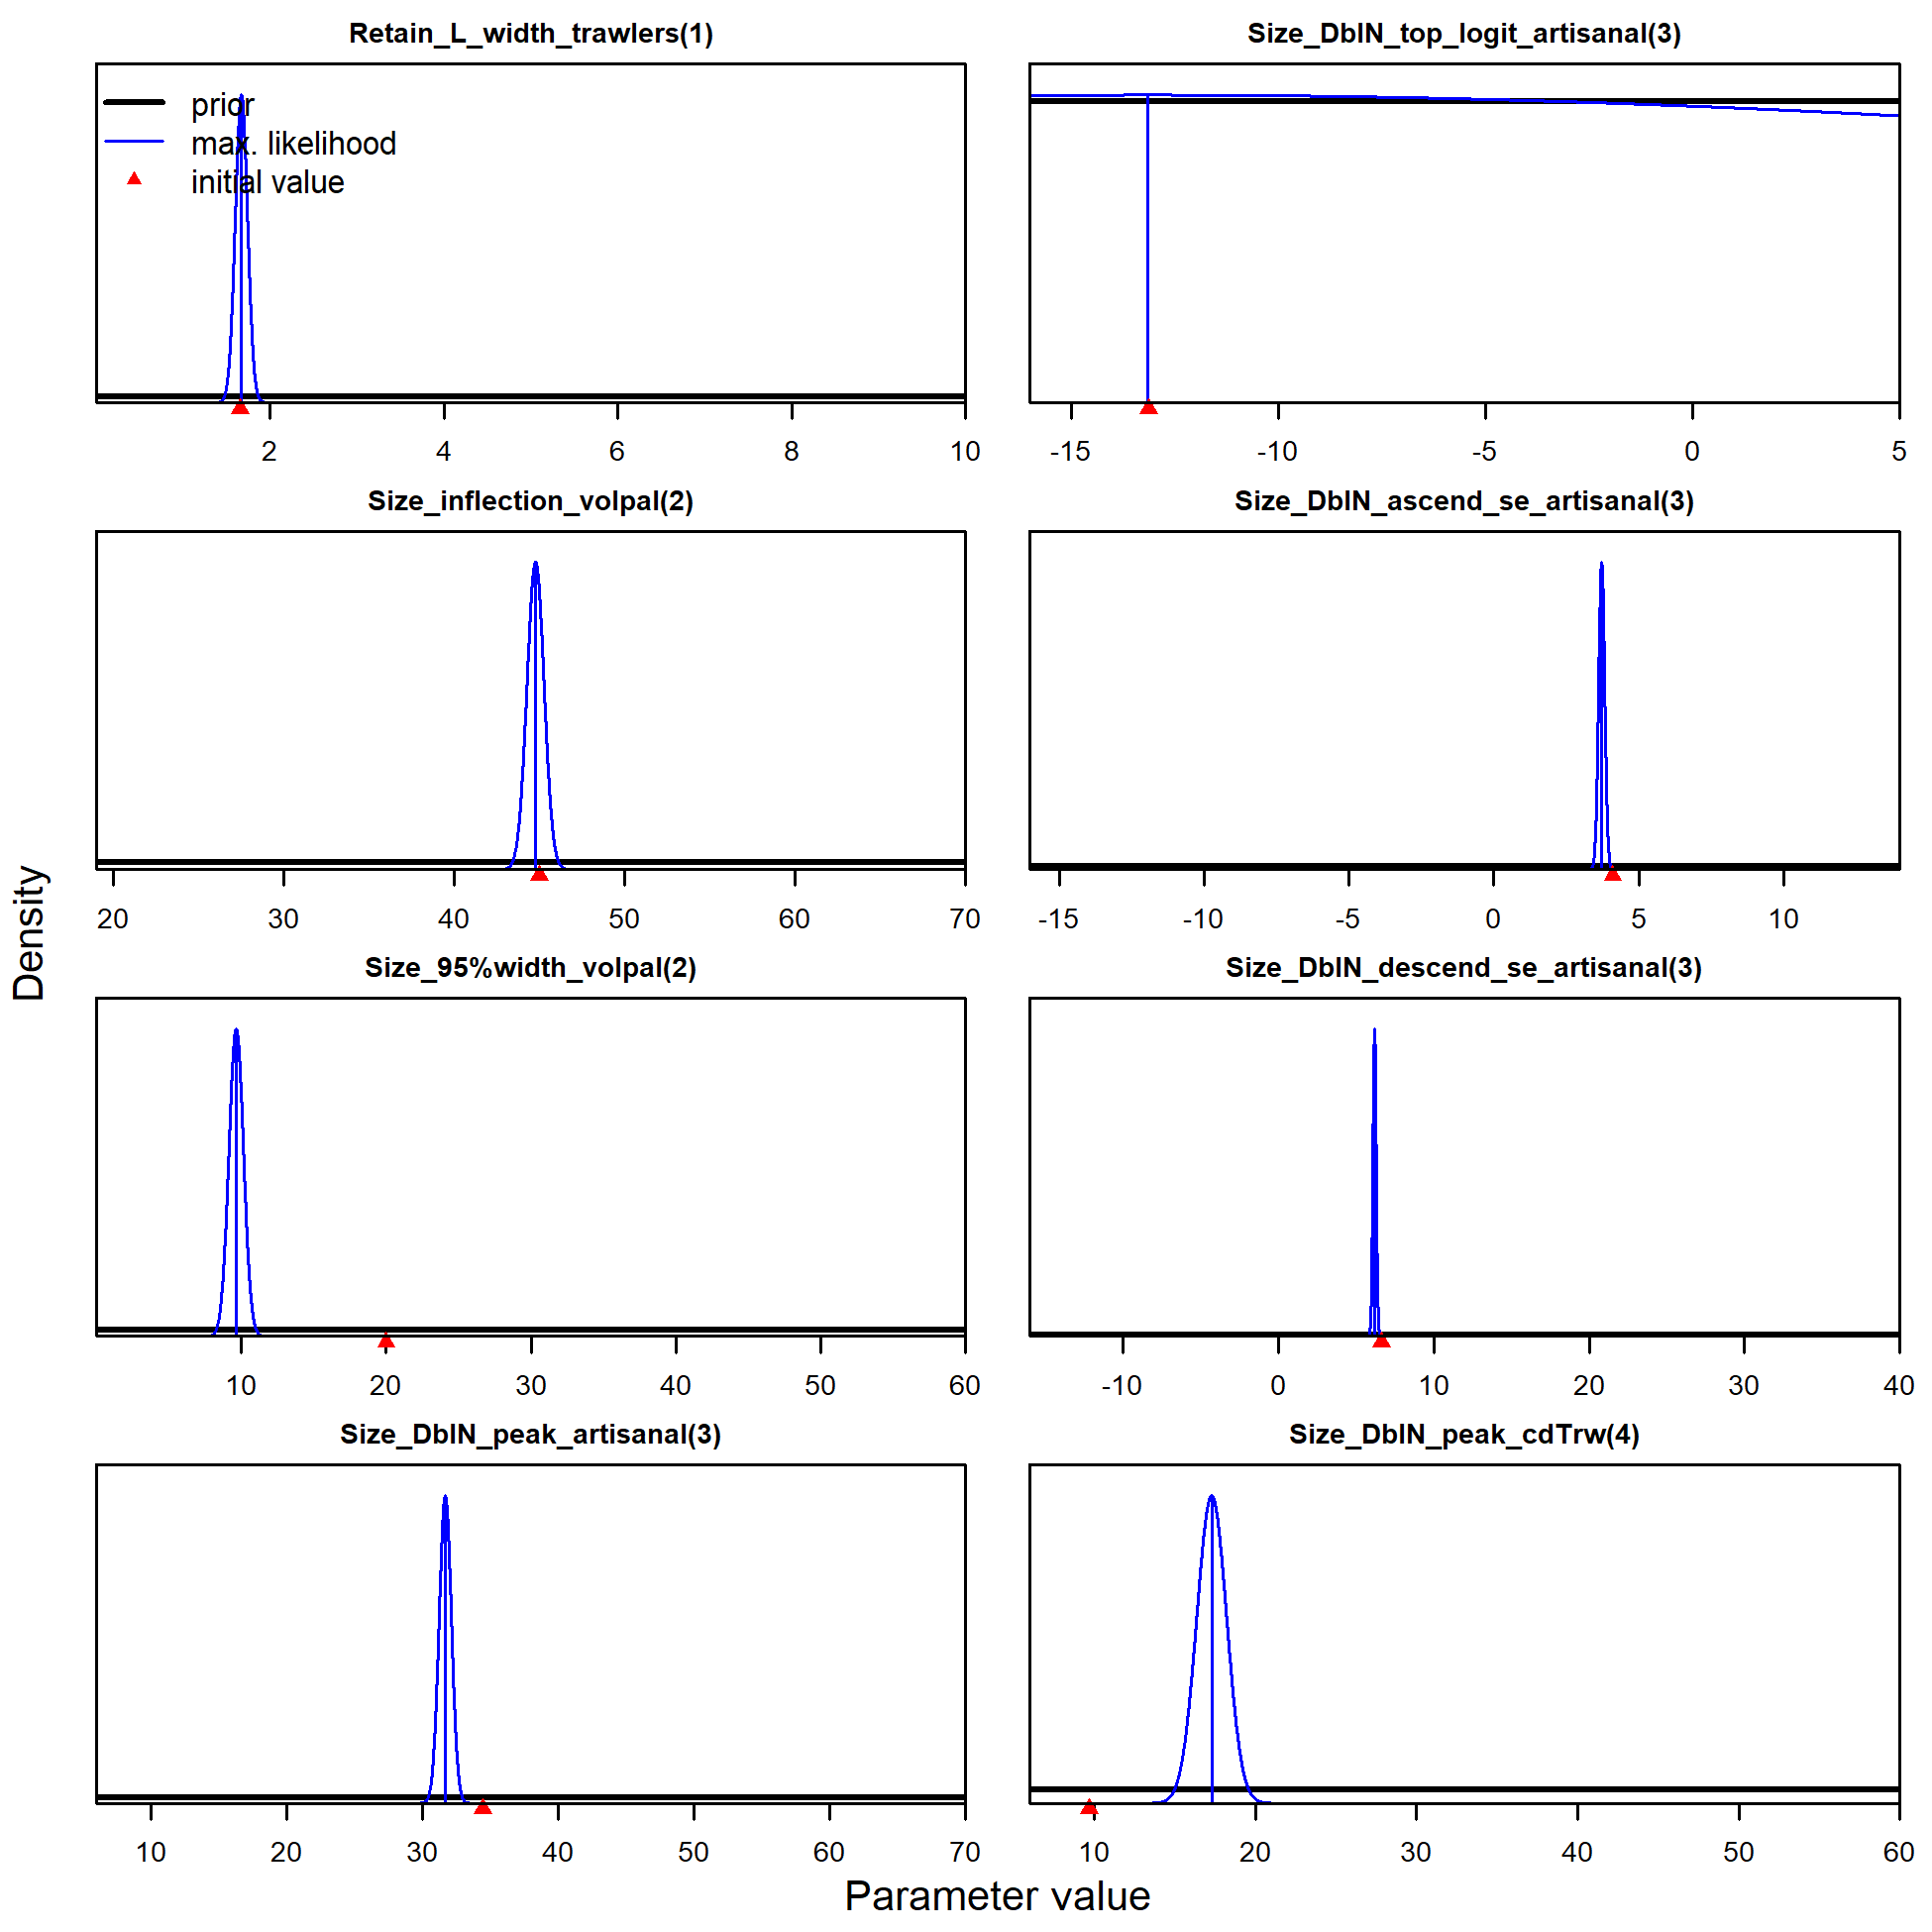 Retain_L_width_trawlers(1)
prior
max. likelihood
initial value
2 4 6 8 10
Size_DblN_top_logit_artisanal(3)
-15 -10 -5 0 5
Size_inflection_volpal(2)
20 30 40 50 60 70
Size_DblN_ascend_se_artisanal(3)
-15 -10 -5 0 5 10
Size_95%width_volpal(2)
10 20 30 40 50 60
Size_DblN_descend_se_artisanal(3)
-10 0 10 20 30 40
Size_DblN_peak_artisanal(3)
10 20 30 40 50 60 70
Size_DblN_peak_cdTrw(4)
10 20 30 40 50 60
Density
Parameter value